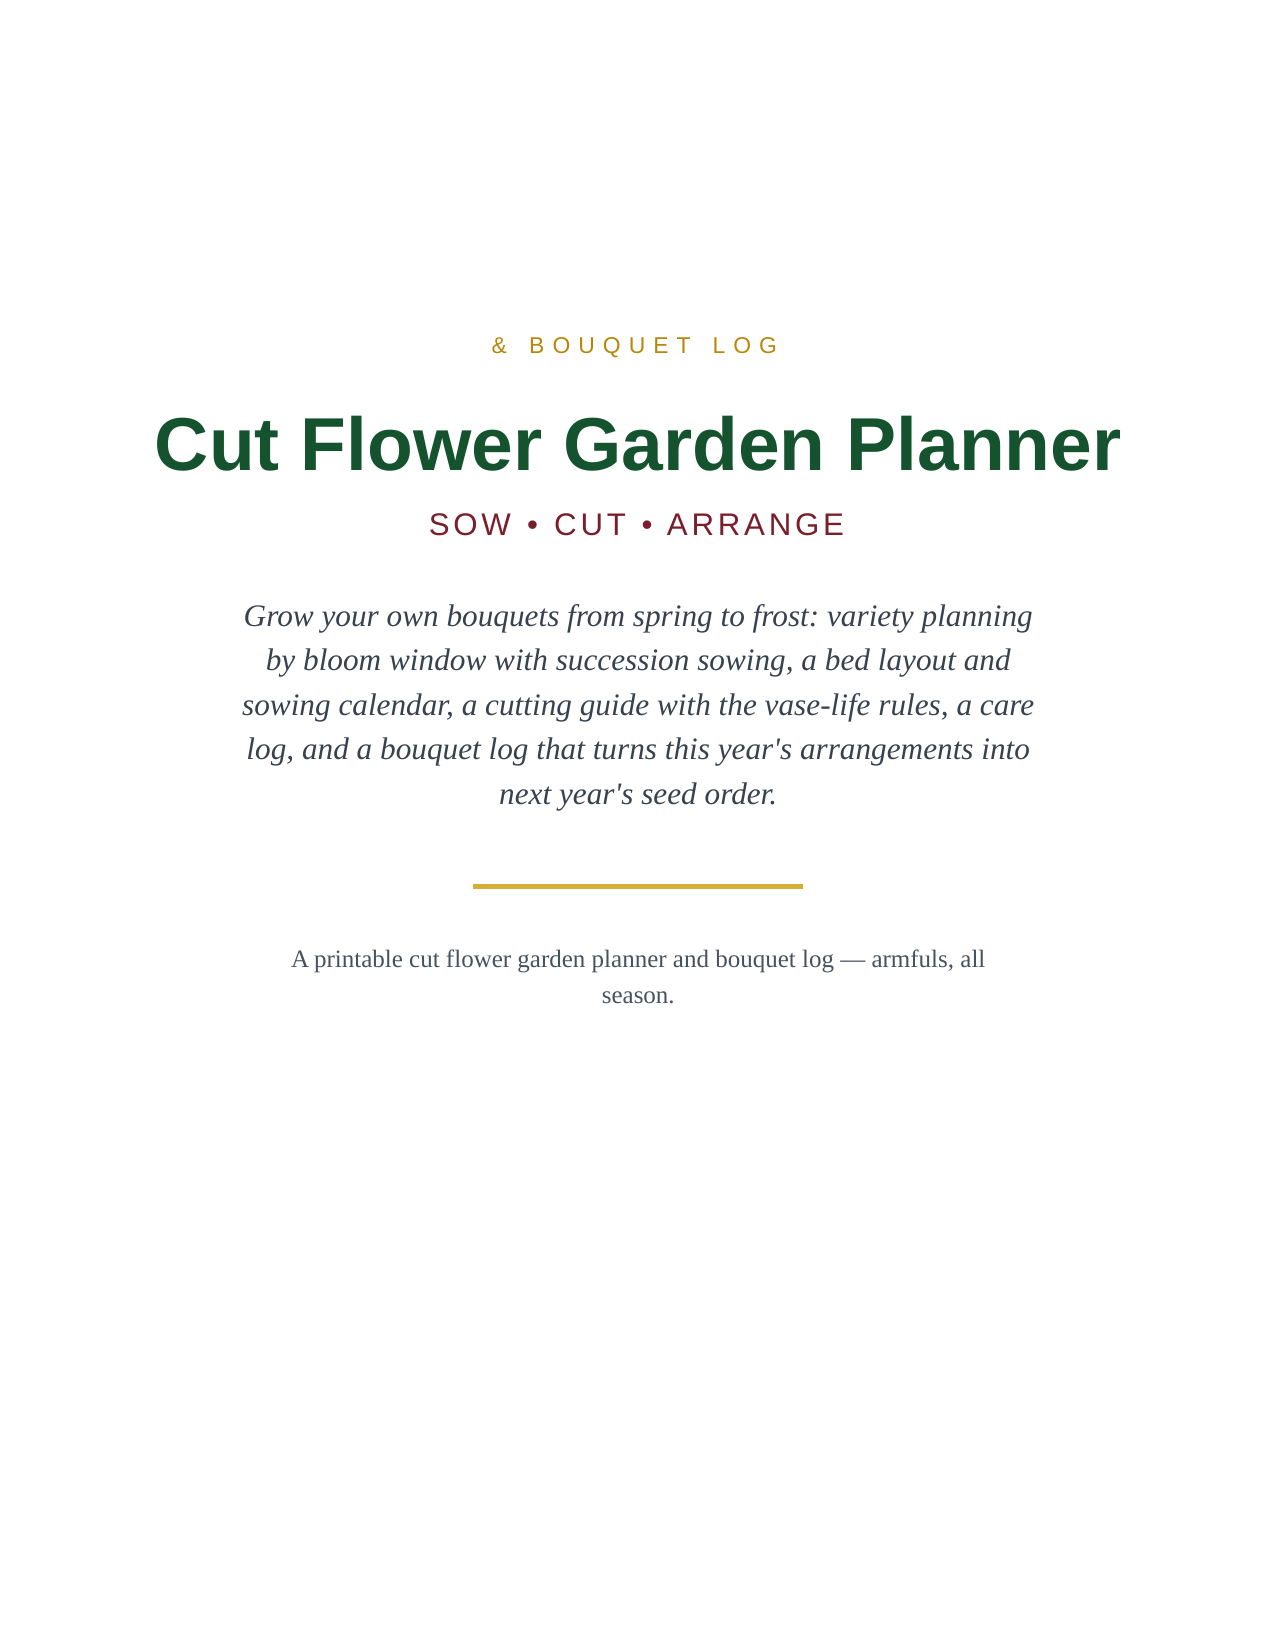 & BOUQUET LOG
Cut Flower Garden Planner
SOW • CUT • ARRANGE
Grow your own bouquets from spring to frost: variety planning
by bloom window with succession sowing, a bed layout and
sowing calendar, a cutting guide with the vase-life rules, a care
log, and a bouquet log that turns this year's arrangements into
next year's seed order.
A printable cut flower garden planner and bouquet log — armfuls, all
season.